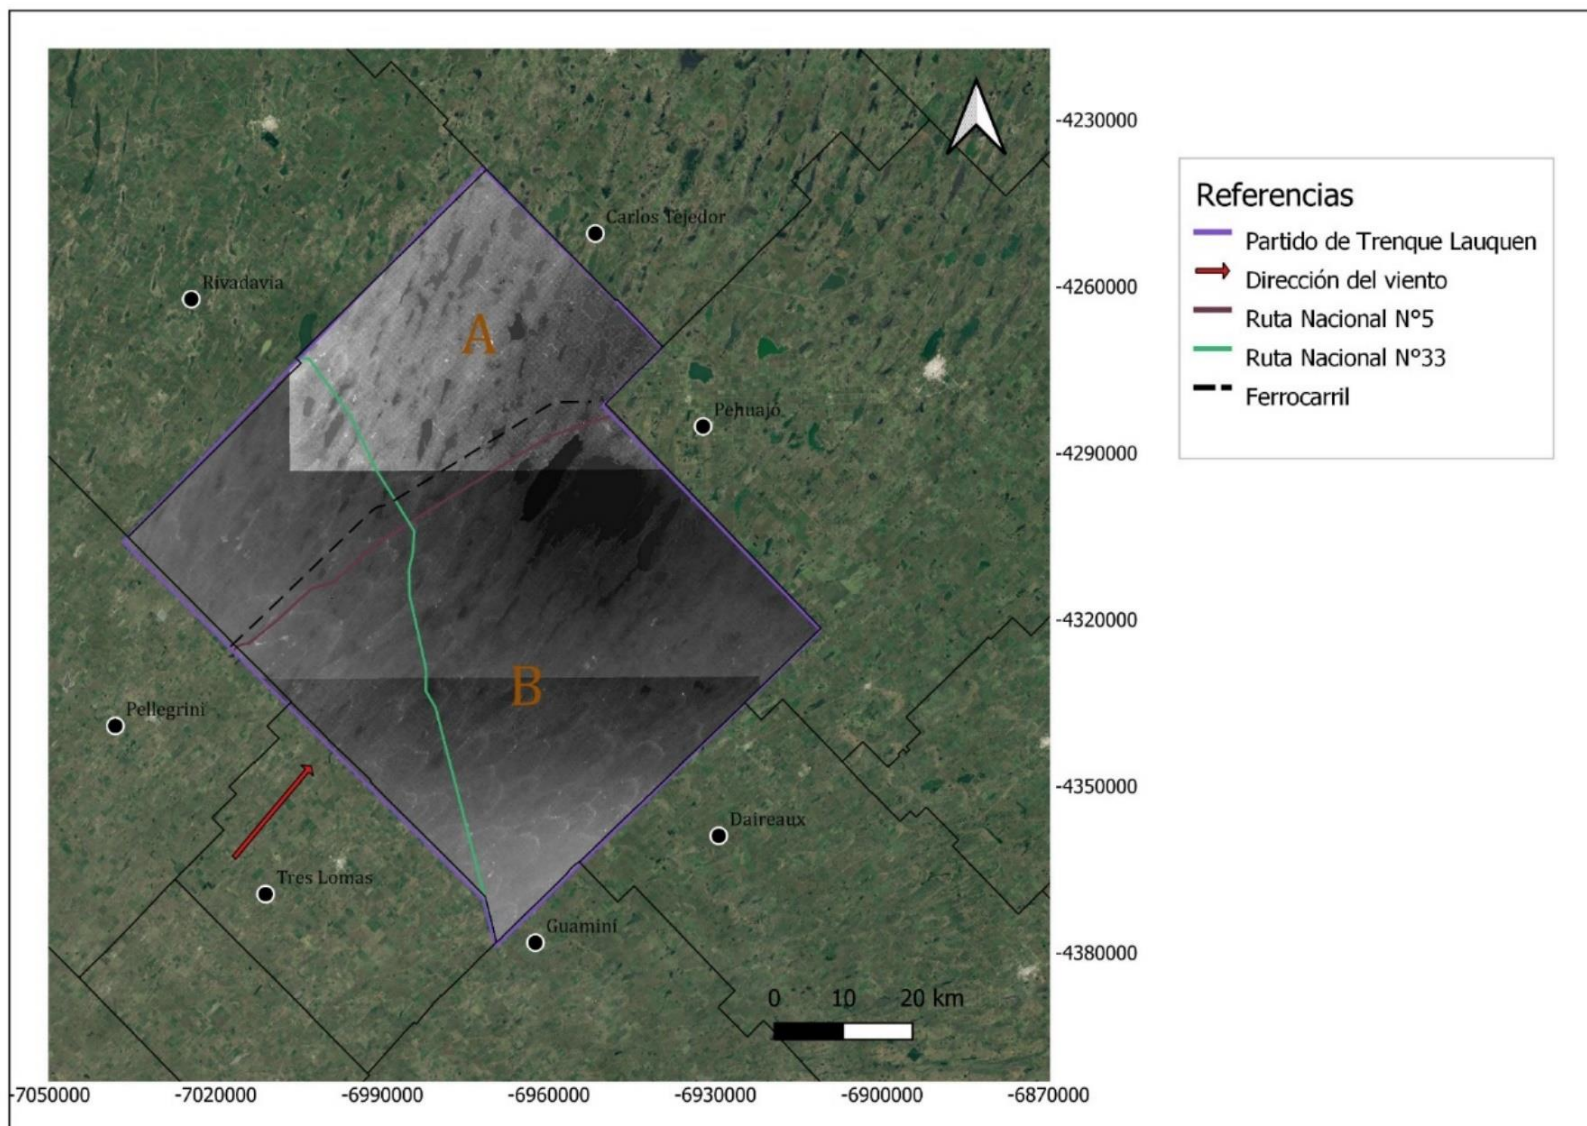 -4230000
Carlos Tejedor
Rivadavia
-4260000
A
Pehuajó
-4290000
-4320000
B
Pellegrini
-4350000
Daireaux
Tres Lomas
Guaminí
-4380000
0 10 20 km
-7050000 -7020000 -6990000 -6960000 -6930000 -6900000 -6870000
Referencias
Partido de Trenque Lauquen
Dirección del viento
Ruta Nacional N°5
Ruta Nacional N°33
Ferrocarril